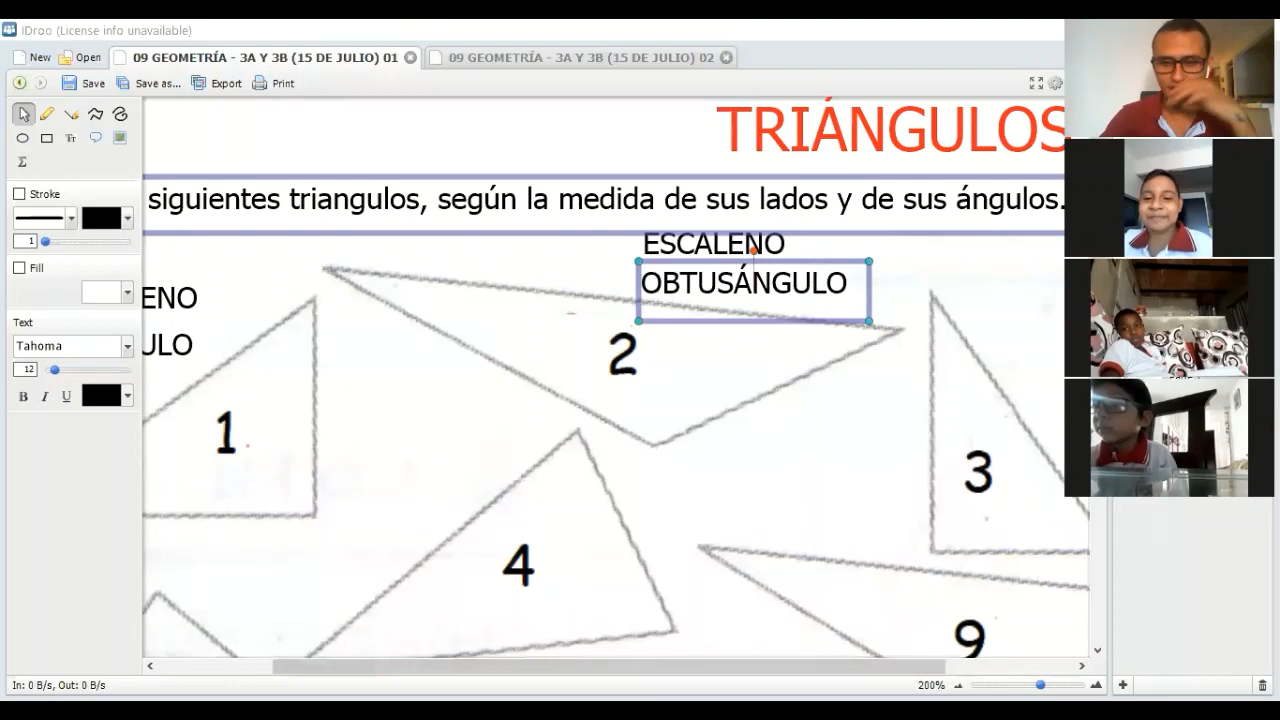 IDroo (License info unavailable)
New Open 09 GEOMETRÍA - 3A Y 3B (15 DE JULIO) 01 09 GEOMETRÍA - 3A Y 3B (15 DE JULIO) 02
Save Save as... Export Print
TRIÁNGULOS
Stroke
siguientes triangulos, según la medida de sus lados y de sus ángulos.
1
ESCALENO
Fill
OBTUSÁNGULO
ENO
Text
Tahoma
ULO
2
12
B I U
1
3
4
9
In: 0 B/s, Out: 0 B/s
200%